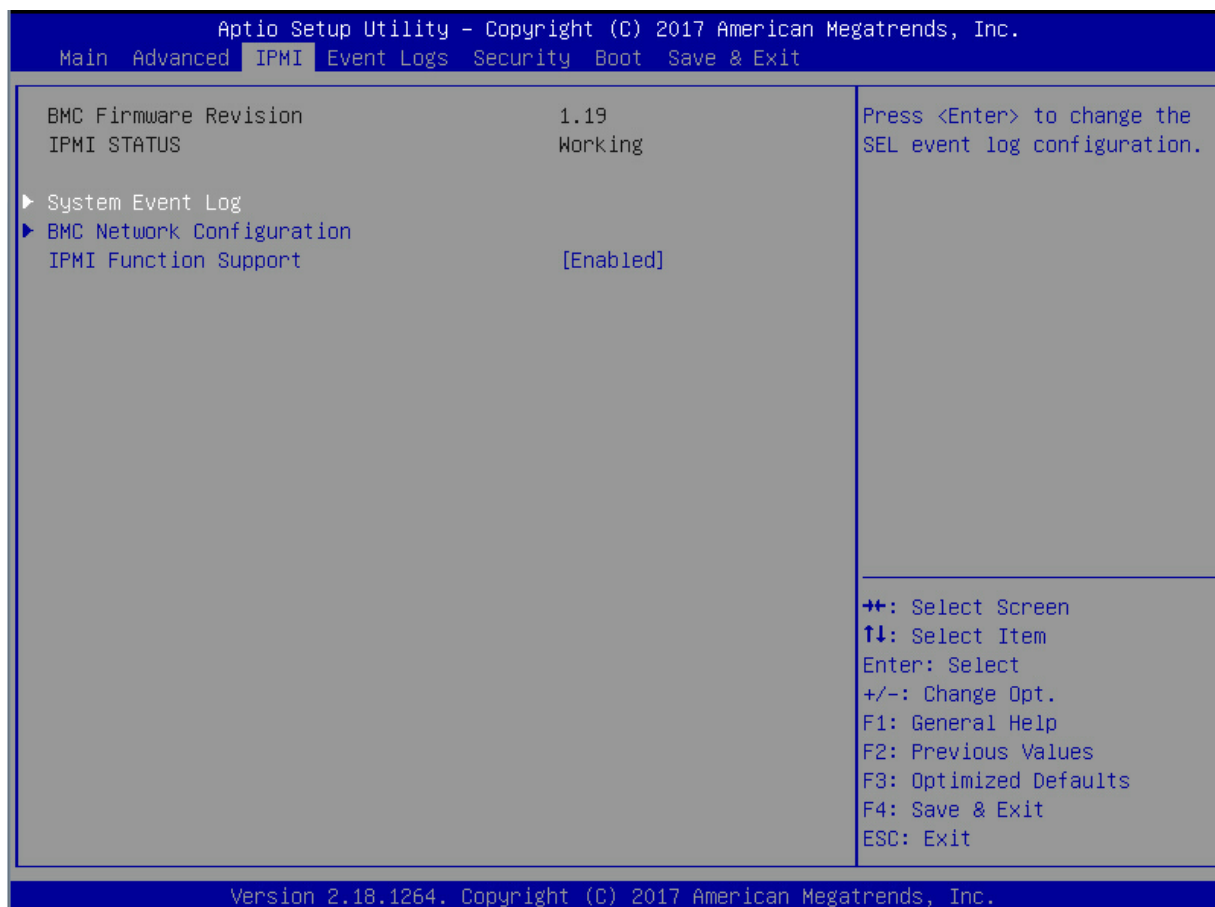 Aptio Setup Utility – Copyright (C) 2017 American Megatrends, Inc.
Main Advanced IPMI Event Logs Security Boot Save & Exit
BMC Firmware Revision 1.19
IPMI STATUS Working
System Event Log
BMC Network Configuration
IPMI Function Support [Enabled]
Press <Enter> to change the
SEL event log configuration.
→←: Select Screen
↑↓: Select Item
Enter: Select
+/-: Change Opt.
F1: General Help
F2: Previous Values
F3: Optimized Defaults
F4: Save & Exit
ESC: Exit
Version 2.18.1264. Copyright (C) 2017 American Megatrends, Inc.